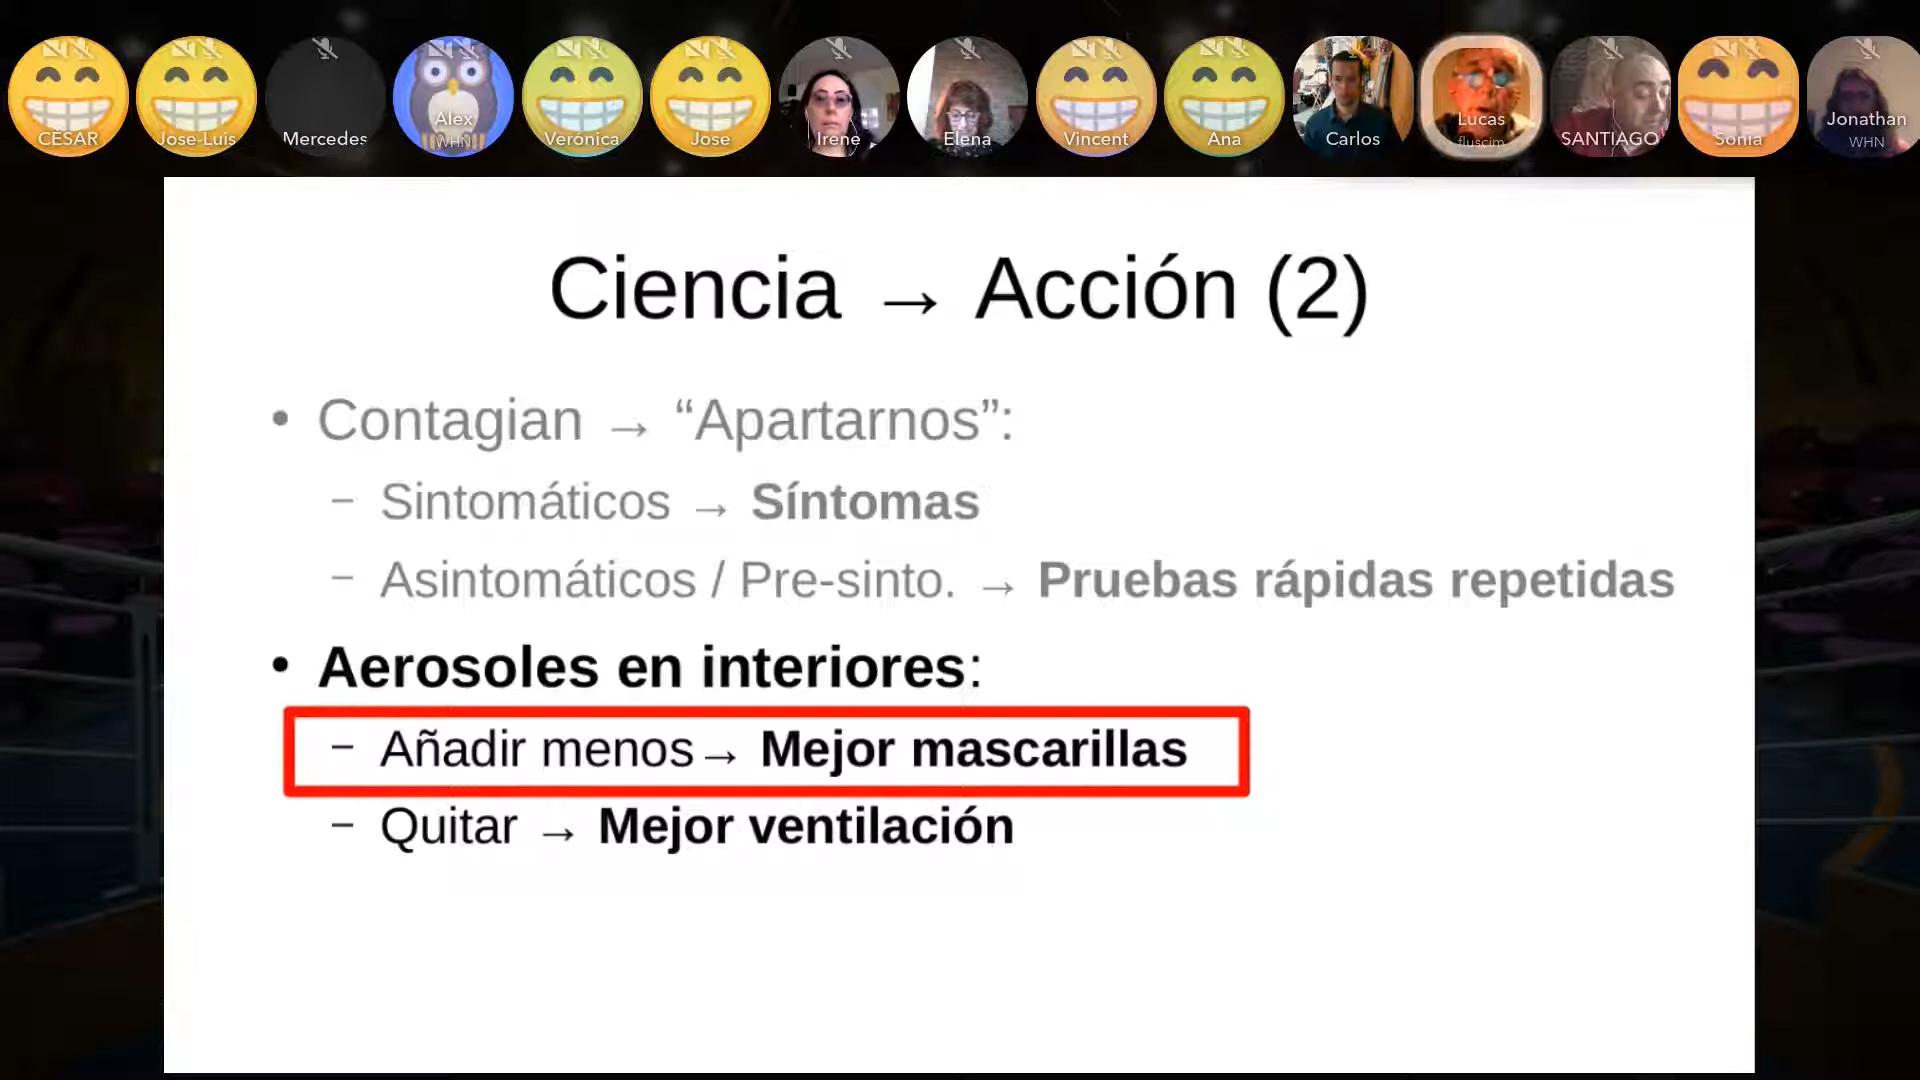 CÉSAR
Jose-Luis
Mercedes
Alex
WHN
Verónica
Jose
Irene
Elena
Vincent
Ana
Carlos
Lucas
fluscim
SANTIAGO
Sonia
Jonathan
WHN
Ciencia → Acción (2)
• Contagian → “Apartarnos”:
– Sintomáticos → Síntomas
– Asintomáticos / Pre-sinto. → Pruebas rápidas repetidas
• Aerosoles en interiores:
– Añadir menos→ Mejor mascarillas
– Quitar → Mejor ventilación